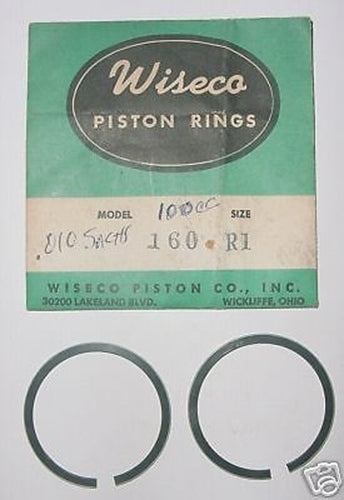 Wiseco
PISTON RINGS
MODEL 100cc SIZE
.010 SACHS 160. R1
WISECO PISTON CO., INC.
30200 LAKELAND BLVD. WICKLIFFE, OHIO